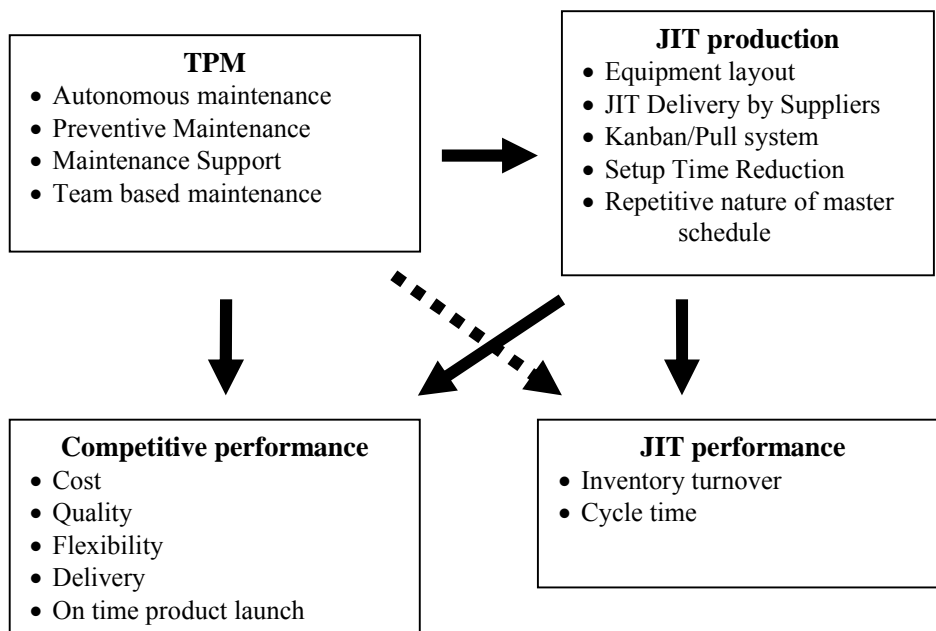 TPM
• Autonomous maintenance
• Preventive Maintenance
• Maintenance Support
• Team based maintenance
JIT production
• Equipment layout
• JIT Delivery by Suppliers
• Kanban/Pull system
• Setup Time Reduction
• Repetitive nature of master
schedule
Competitive performance
• Cost
• Quality
• Flexibility
• Delivery
• On time product launch
JIT performance
• Inventory turnover
• Cycle time